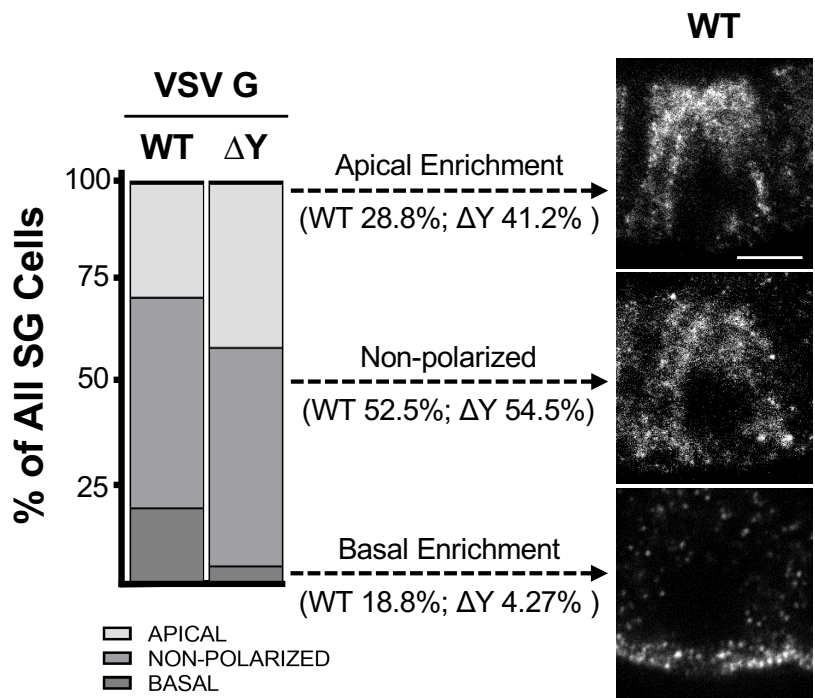 WT
VSV G
WT ΔY
100
75
50
25
% of All SG Cells
Apical Enrichment
(WT 28.8%; ΔY 41.2% )
Non-polarized
(WT 52.5%; ΔY 54.5%)
Basal Enrichment
(WT 18.8%; ΔY 4.27% )
APICAL
NON-POLARIZED
BASAL